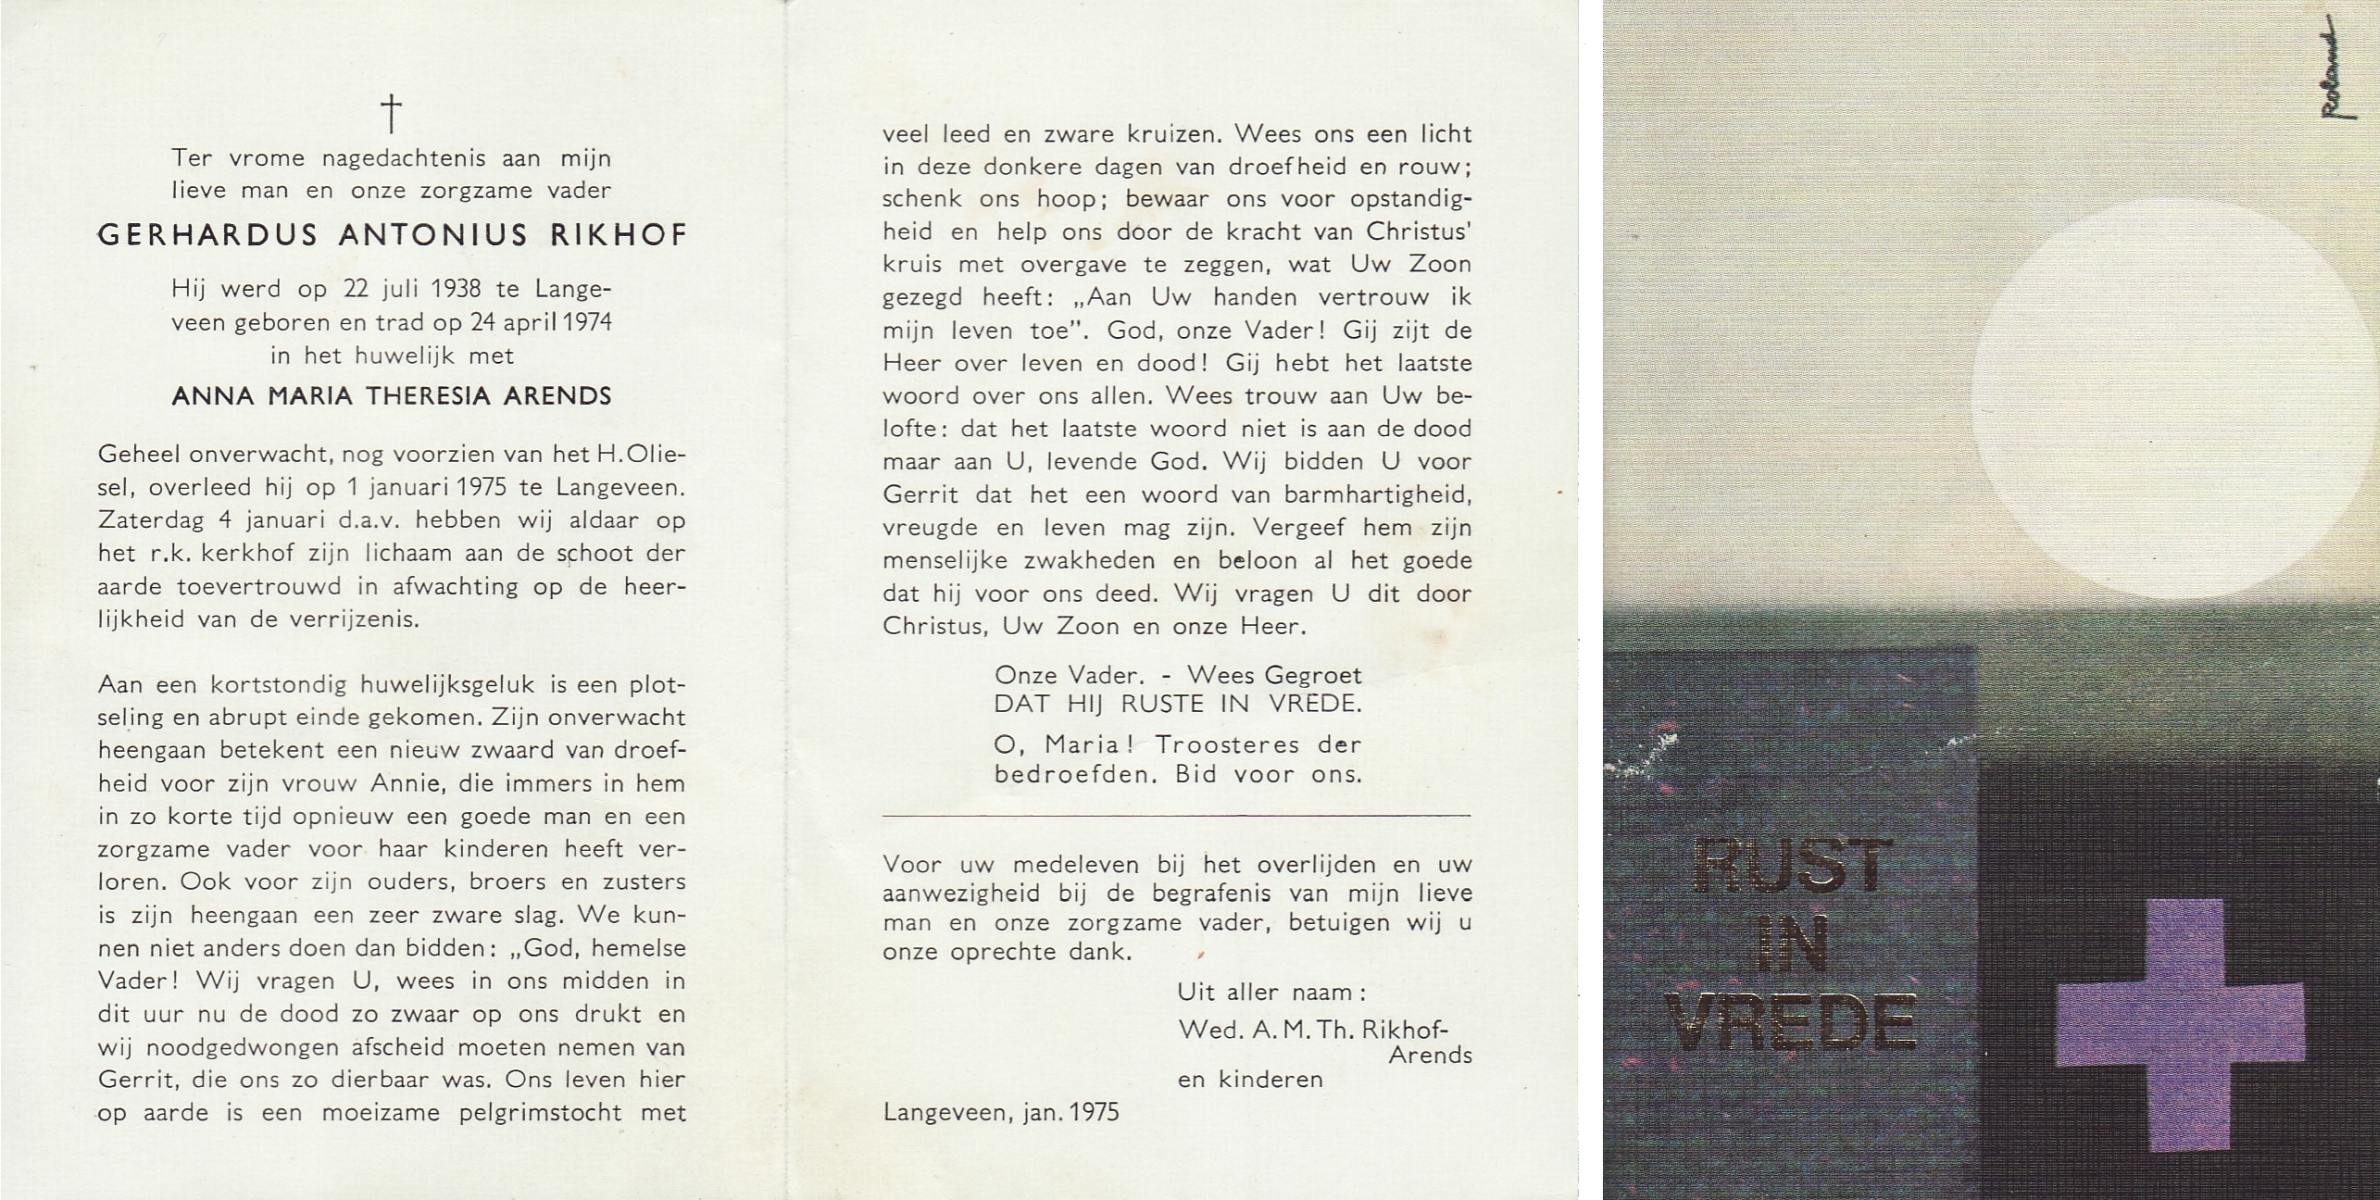 Ter vrome nagedachtenis aan mijn
lieve man en onze zorgzame vader
GERHARDUS ANTONIUS RIKHOF
Hij werd op 22 juli 1938 te Lange-
veen geboren en trad op 24 april 1974
in het huwelijk met
ANNA MARIA THERESIA ARENDS
Geheel onverwacht, nog voorzien van het H.Olie-
sel, overleed hij op 1 januari 1975 te Langeveen.
Zaterdag 4 januari d.a.v. hebben wij aldaar op
het r.k. kerkhof zijn lichaam aan de schoot der
aarde toevertrouwd in afwachting op de heer-
lijkheid van de verrijzenis.
Aan een kortstondig huwelijksgeluk is een plot-
seling en abrupt einde gekomen. Zijn onverwacht
heengaan betekent een nieuw zwaard van droef-
heid voor zijn vrouw Annie, die immers in hem
in zo korte tijd opnieuw een goede man en een
zorgzame vader voor haar kinderen heeft ver-
loren. Ook voor zijn ouders, broers en zusters
is zijn heengaan een zeer zware slag. We kun-
nen niet anders doen dan bidden: „God, hemelse
Vader! Wij vragen U, wees in ons midden in
dit uur nu de dood zo zwaar op ons drukt en
wij noodgedwongen afscheid moeten nemen van
Gerrit, die ons zo dierbaar was. Ons leven hier
op aarde is een moeizame pelgrimstocht met
veel leed en zware kruizen. Wees ons een licht
in deze donkere dagen van droefheid en rouw;
schenk ons hoop; bewaar ons voor opstandig-
heid en help ons door de kracht van Christus'
kruis met overgave te zeggen, wat Uw Zoon
gezegd heeft: „Aan Uw handen vertrouw ik
mijn leven toe”. God, onze Vader! Gij zijt de
Heer over leven en dood! Gij hebt het laatste
woord over ons allen. Wees trouw aan Uw be-
lofte: dat het laatste woord niet is aan de dood
maar aan U, levende God. Wij bidden U voor
Gerrit dat het een woord van barmhartigheid,
vreugde en leven mag zijn. Vergeef hem zijn
menselijke zwakheden en beloon al het goede
dat hij voor ons deed. Wij vragen U dit door
Christus, Uw Zoon en onze Heer.
Onze Vader. - Wees Gegroet
DAT HIJ RUSTE IN VREDE.
O, Maria! Troosteres der
bedroefden. Bid voor ons.
Voor uw medeleven bij het overlijden en uw
aanwezigheid bij de begrafenis van mijn lieve
man en onze zorgzame vader, betuigen wij u
onze oprechte dank.
Uit aller naam:
Wed. A.M.Th. Rikhof-
Arends
en kinderen
Langeveen, jan. 1975
Roland
RUST
IN
VREDE